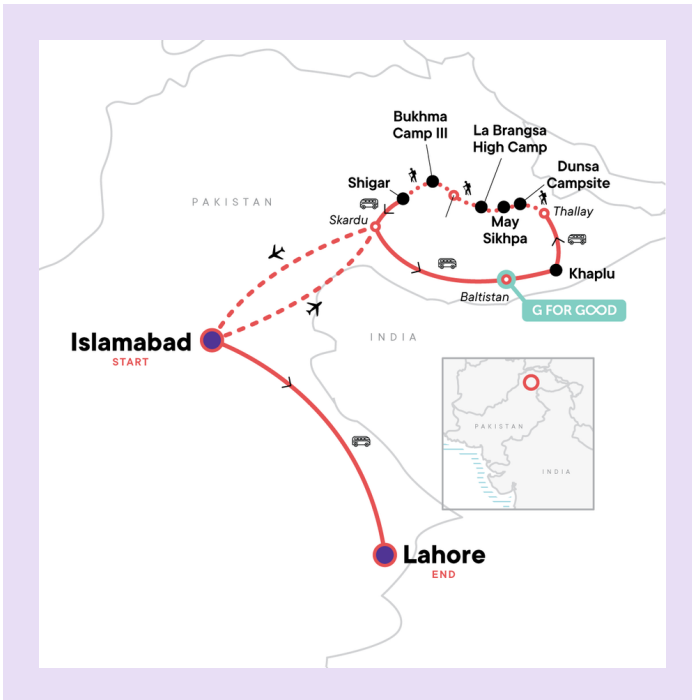 Bukhma
Camp III
La Brangsa
High Camp
Dunsa
Campsite
Shigar
PAKISTAN
Skardu
May
Sikhpa
Thallay
Khaplu
Baltistan
G FOR GOOD
Islamabad
START
INDIA
PAKISTAN
INDIA
Lahore
END